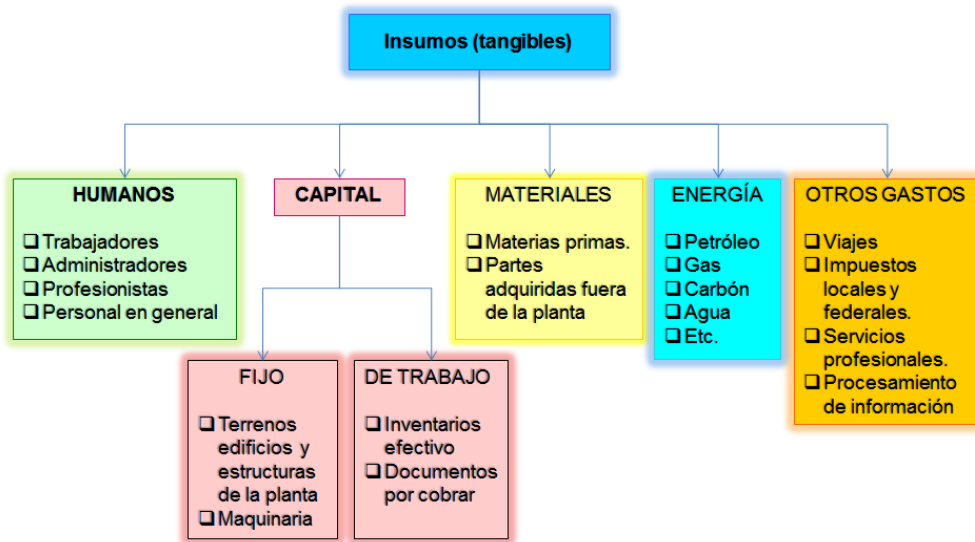 Insumos (tangibles)
HUMANOS
❑ Trabajadores
❑ Administradores
❑ Profesionistas
❑ Personal en general
CAPITAL
MATERIALES
❑ Materias primas.
❑ Partes
adquiridas fuera
de la planta
ENERGÍA
❑ Petróleo
❑ Gas
❑ Carbón
❑ Agua
❑ Etc.
OTROS GASTOS
❑ Viajes
❑ Impuestos
locales y
federales.
❑ Servicios
profesionales.
❑ Procesamiento
de información
FIJO
❑ Terrenos
edificios y
estructuras
de la planta
❑ Maquinaria
DE TRABAJO
❑ Inventarios
efectivo
❑ Documentos
por cobrar